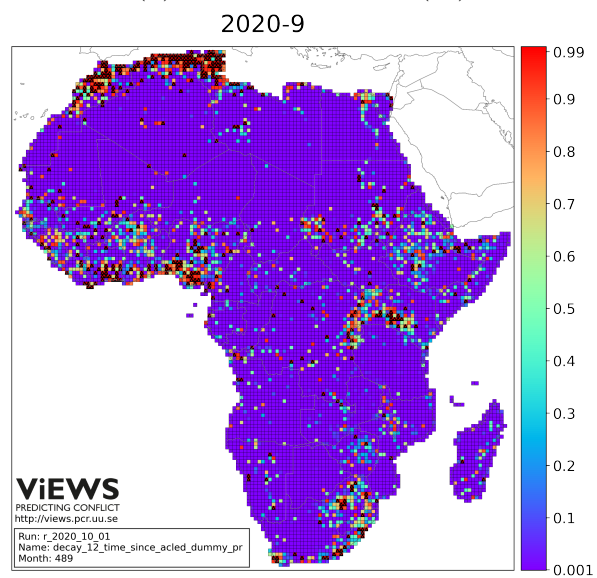 2020-9
0.99
0.9
0.8
0.7
0.6
0.5
0.4
0.3
0.2
0.1
0.001
ViEWS
PREDICTING CONFLICT
http://views.pcr.uu.se
Run: r_2020_10_01
Name: decay_12_time_since_acled_dummy_pr
Month: 489